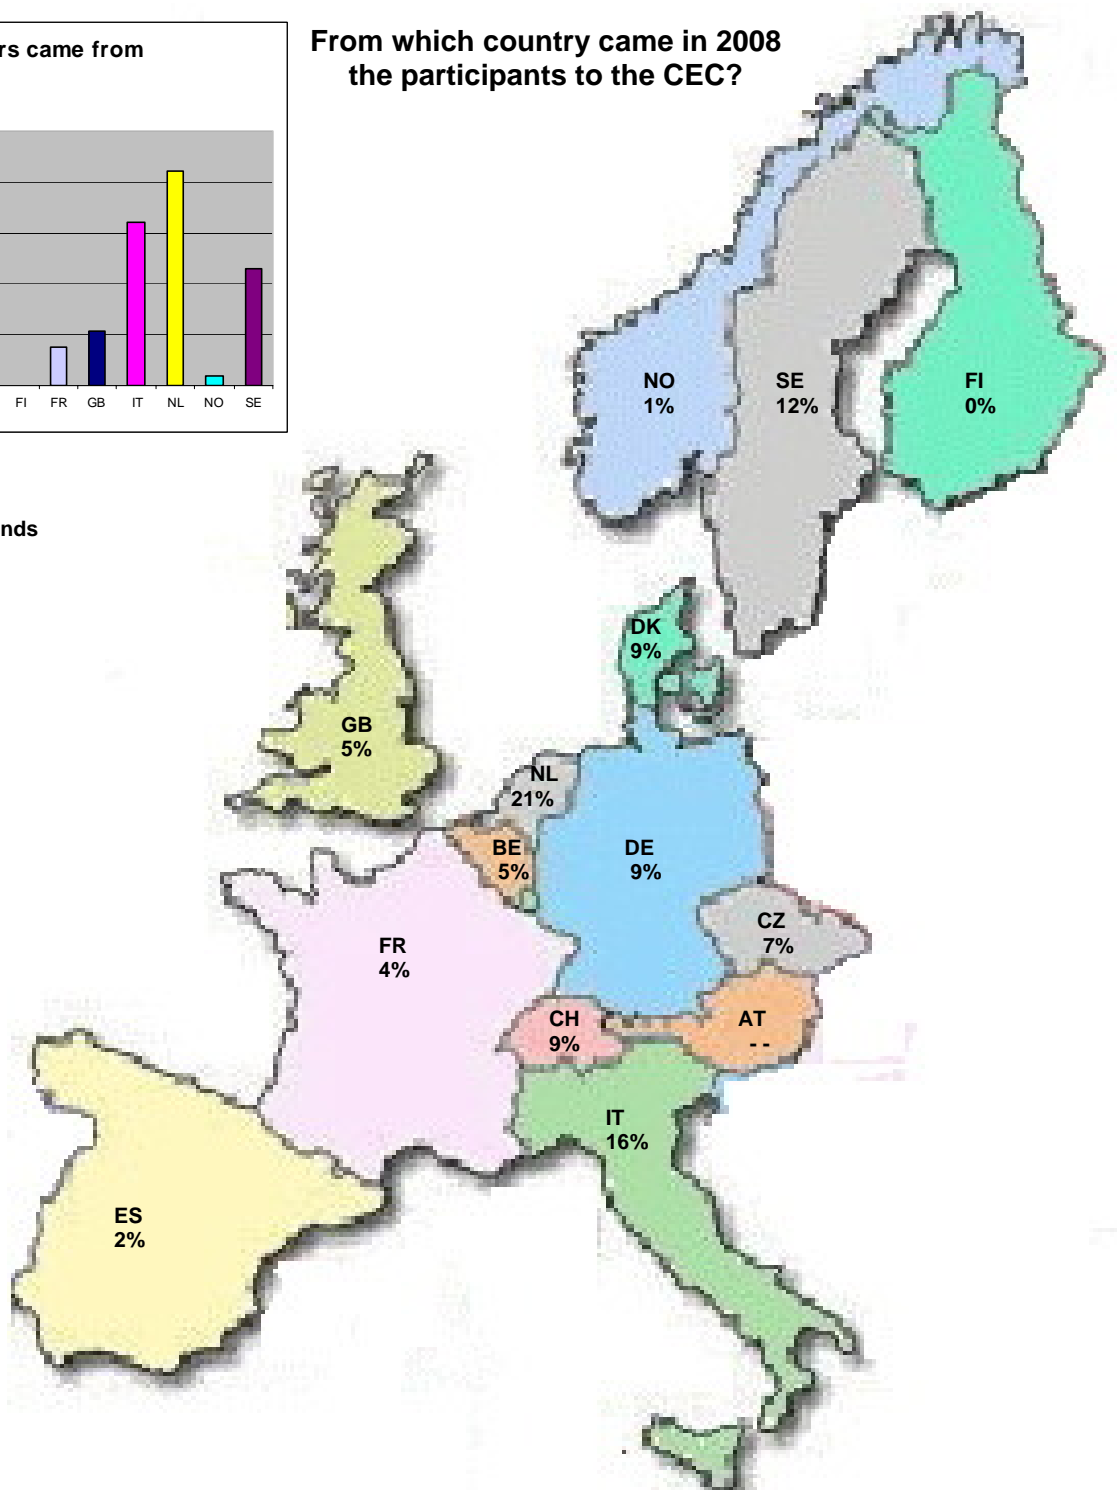 rs came from
From which country came in 2008
the participants to the CEC?
FI FR GB IT NL NO SE
nds
NO
1%
SE
12%
FI
0%
DK
9%
GB
5%
NL
21%
BE
5%
DE
9%
CZ
7%
FR
4%
CH
9%
AT
- -
IT
16%
ES
2%